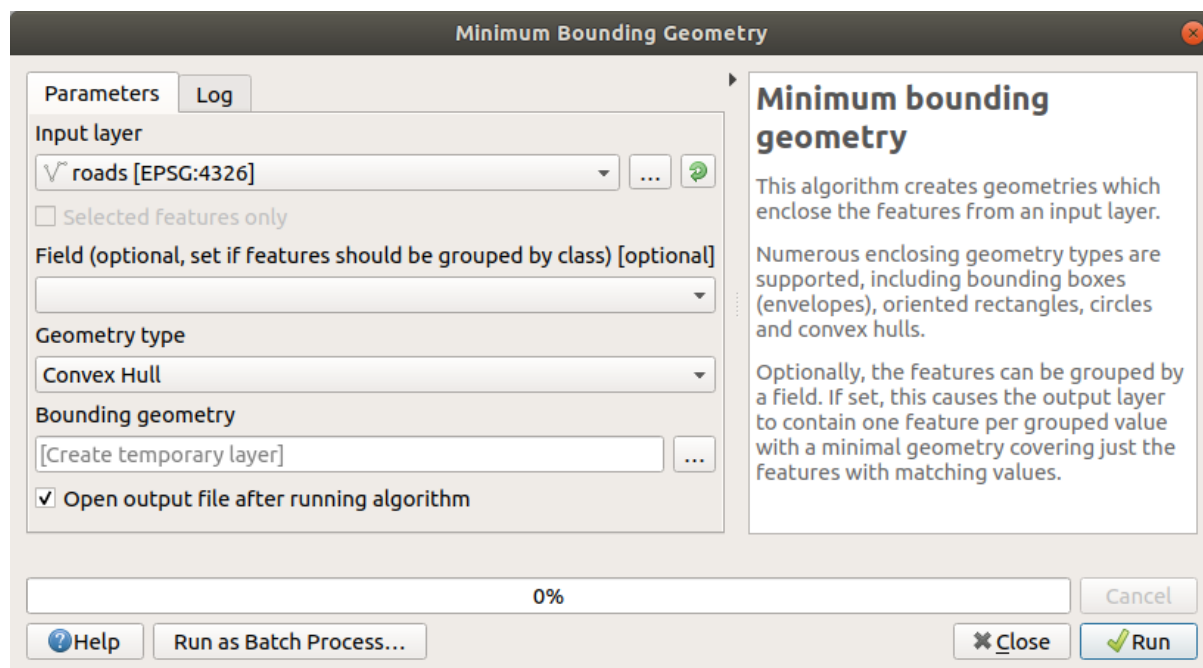 Minimum Bounding Geometry
Parameters
Log
Input layer
roads [EPSG:4326]
...
Selected features only
Field (optional, set if features should be grouped by class) [optional]
Geometry type
Convex Hull
Bounding geometry
[Create temporary layer]
...
Open output file after running algorithm
Minimum bounding
geometry
This algorithm creates geometries which
enclose the features from an input layer.
Numerous enclosing geometry types are
supported, including bounding boxes
(envelopes), oriented rectangles, circles
and convex hulls.
Optionally, the features can be grouped by
a field. If set, this causes the output layer
to contain one feature per grouped value
with a minimal geometry covering just the
features with matching values.
0%
Cancel
Help
Run as Batch Process...
Close
Run